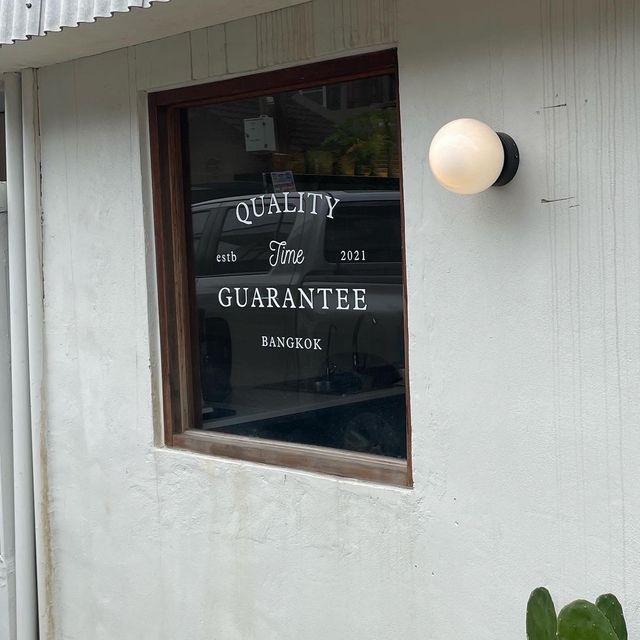 QUALITY
estb Time 2021
GUARANTEE
BANGKOK